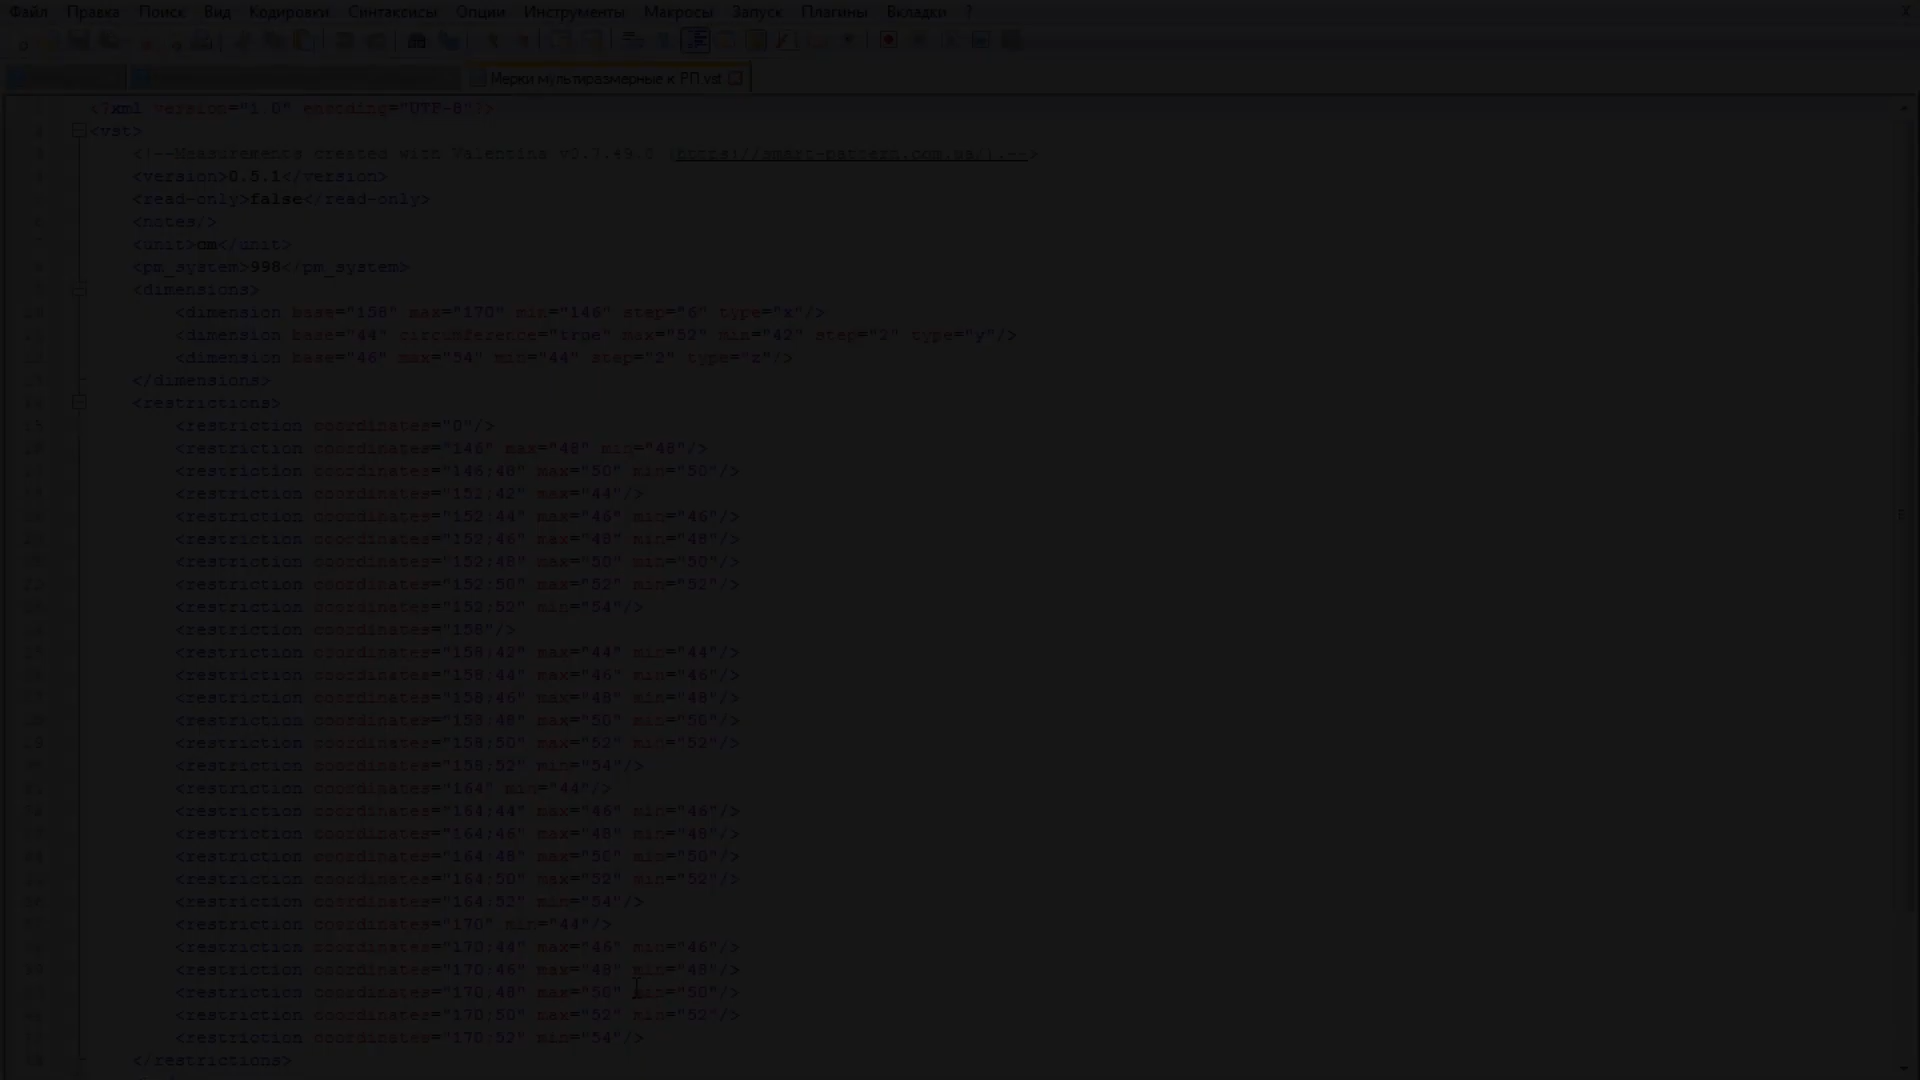 Файл Правка Поиск Вид Кодировки Синтаксисы Опции Инструменты Макросы Запуск Плагины Вкладки ? X
Мерки мультиразмерные к РП.vst
<?xml version="1.0" encoding="UTF-8"?>
<vst>
<!--Measurements created with Valentina v0.7.49.0 (https://smart-pattern.com.ua/).-->
<version>0.5.1</version>
<read-only>false</read-only>
<notes/>
<unit>cm</unit>
<pm_system>998</pm_system>
<dimensions>
<dimension base="158" max="170" min="146" step="6" type="x"/>
<dimension base="44" circumference="true" max="52" min="42" step="2" type="y"/>
<dimension base="46" max="54" min="44" step="2" type="z"/>
</dimensions>
<restrictions>
<restriction coordinates="0"/>
<restriction coordinates="146" max="48" min="48"/>
<restriction coordinates="146;48" max="50" min="50"/>
<restriction coordinates="152;42" max="44"/>
<restriction coordinates="152;44" max="46" min="46"/>
<restriction coordinates="152;46" max="48" min="48"/>
<restriction coordinates="152;48" max="50" min="50"/>
<restriction coordinates="152;50" max="52" min="52"/>
<restriction coordinates="152;52" min="54"/>
<restriction coordinates="158"/>
<restriction coordinates="158;42" max="44" min="44"/>
<restriction coordinates="158;44" max="46" min="46"/>
<restriction coordinates="158;46" max="48" min="48"/>
<restriction coordinates="158;48" max="50" min="50"/>
<restriction coordinates="158;50" max="52" min="52"/>
<restriction coordinates="158;52" min="54"/>
<restriction coordinates="164" min="44"/>
<restriction coordinates="164;44" max="46" min="46"/>
<restriction coordinates="164;46" max="48" min="48"/>
<restriction coordinates="164;48" max="50" min="50"/>
<restriction coordinates="164;50" max="52" min="52"/>
<restriction coordinates="164;52" min="54"/>
<restriction coordinates="170" min="44"/>
<restriction coordinates="170;44" max="46" min="46"/>
<restriction coordinates="170;46" max="48" min="48"/>
<restriction coordinates="170;48" max="50" min="50"/>
<restriction coordinates="170;50" max="52" min="52"/>
<restriction coordinates="170;52" min="54"/>
</restrictions>